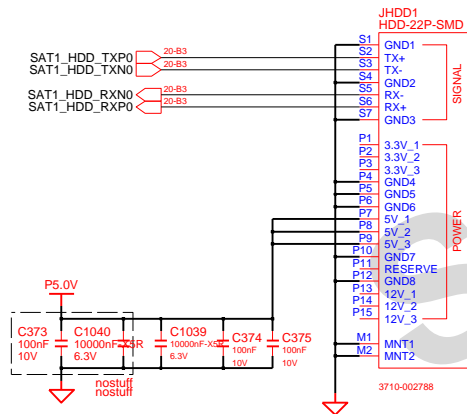 JHDD1
HDD-22P-SMD
SAT1_HDD_TXP0 20-B3 S1 GND1
SAT1_HDD_TXN0 20-B3 S2 TX+
S3 TX-
S4 GND2
SAT1_HDD_RXN0 20-B3 S5 RX-
SAT1_HDD_RXP0 20-B3 S6 RX+
S7 GND3
SIGNAL
P1 3.3V_1
P2 3.3V_2
P3 3.3V_3
P4 GND4
P5 GND5
P6 GND6
P7 5V_1
P8 5V_2
P9 5V_3
P10 GND7
P11 RESERVE
P12 GND8
P13 12V_1
P14 12V_2
P15 12V_3
POWER
M1 MNT1
M2 MNT2
3710-002788
P5.0V
C373 C1040 C1039 C374 C375
100nF 10000nF-X5R 10000nF-X5R 100nF 100nF
10V 6.3V 6.3V 10V 10V
nostuff
nostuff